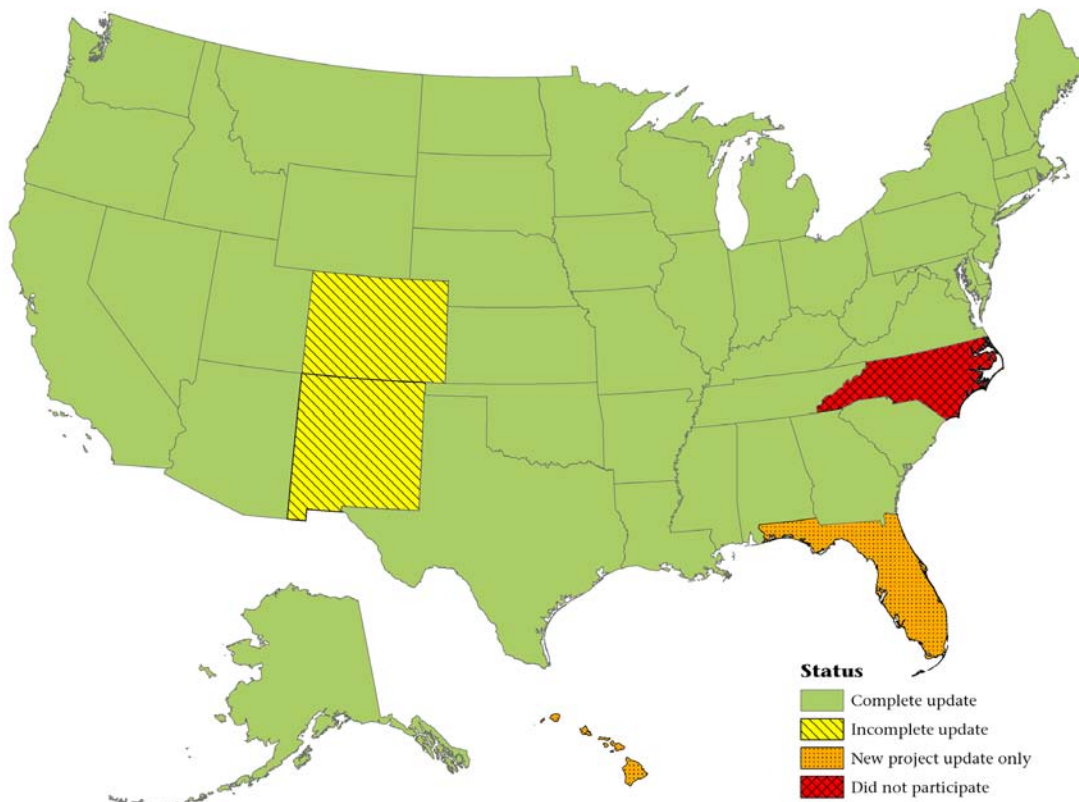 Status
Complete update
Incomplete update
New project update only
Did not participate